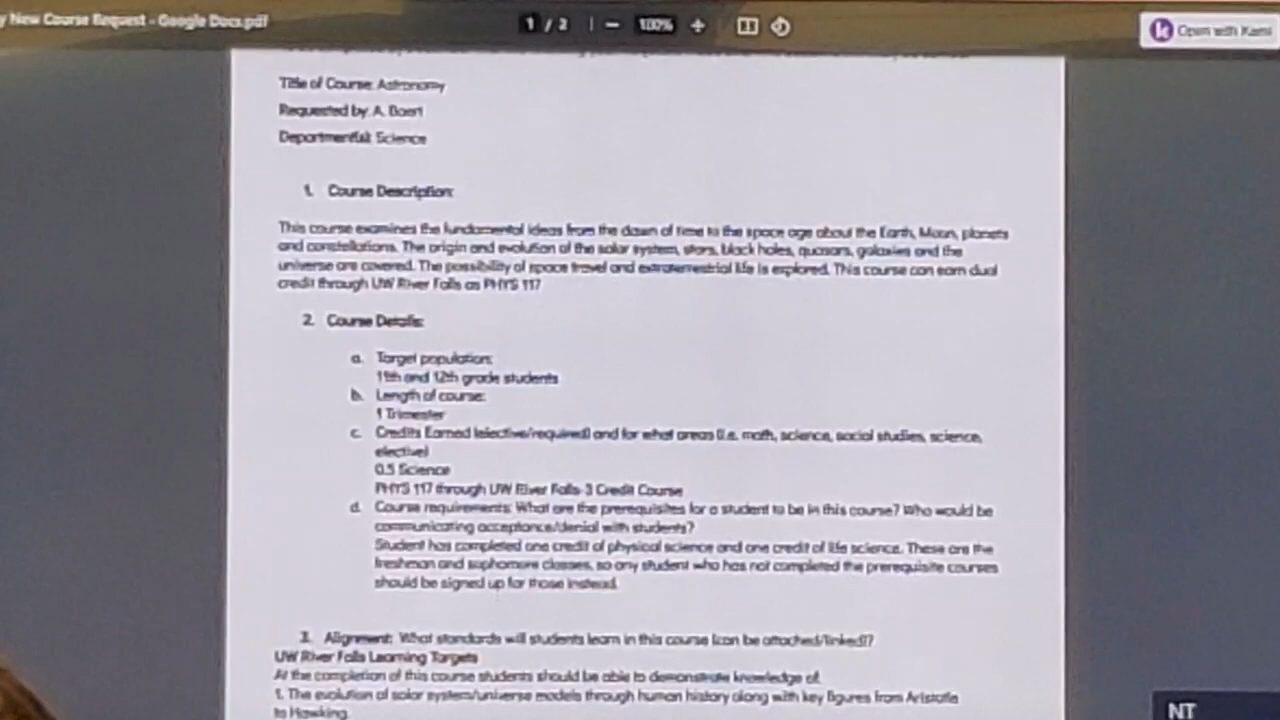 New Course Request - Google Docs.pdf
1 / 2 | − 100% +
Open with Kami
Title of Course: Astronomy
Requested by: A.
Department(s): Science
1. Course Description:
This course examines the fundamental ideas from the dawn of time to the space age about the Earth, Moon, planets
and constellations. The origin and evolution of the solar system, stars, black holes, quasars, galaxies and the
universe are covered. The possibility of space travel and extraterrestrial life is explored. This course can earn dual
credit through UW River Falls as PHYS 117
2. Course Details:
a. Target population:
11th and 12th grade students
b. Length of course:
1 Trimester
c. Credits Earned (elective/required) and for what areas (i.e. math, science, social studies, science,
elective)
0.5 Science
PHYS 117 through UW River Falls-3 Credit Course
d. Course requirements: What are the prerequisites for a student to be in this course? Who would be
communicating acceptance/denial with students?
Student has completed one credit of physical science and one credit of life science. These are the
freshman and sophomore classes, so any student who has not completed the prerequisite courses
should be signed up for those instead.
3. Alignment: What standards will students learn in this course (can be attached/linked)?
UW River Falls Learning Targets
At the completion of this course students should be able to demonstrate knowledge of:
1. The evolution of solar system/universe models through human history along with key figures from Aristotle
to Hawking.
NT